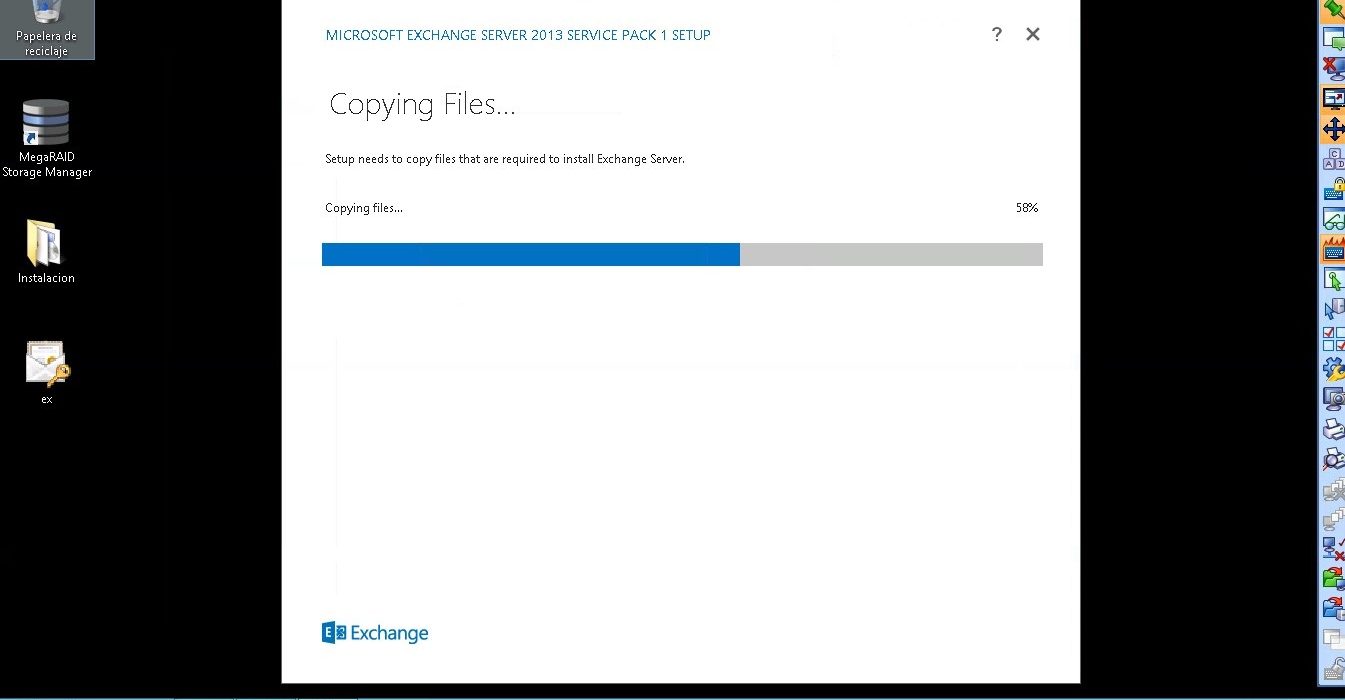 Papelera de
reciclaje
MegaRAID
Storage Manager
Instalacion
ex
MICROSOFT EXCHANGE SERVER 2013 SERVICE PACK 1 SETUP
?
Copying Files...
Setup needs to copy files that are required to install Exchange Server.
Copying files...
58%
Exchange